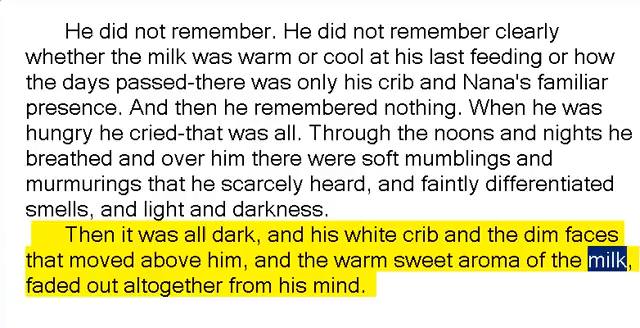 He did not remember. He did not remember clearly
whether the milk was warm or cool at his last feeding or how
the days passed-there was only his crib and Nana's familiar
presence. And then he remembered nothing. When he was
hungry he cried-that was all. Through the noons and nights he
breathed and over him there were soft mumblings and
murmurings that he scarcely heard, and faintly differentiated
smells, and light and darkness.
Then it was all dark, and his white crib and the dim faces
that moved above him, and the warm sweet aroma of the milk,
faded out altogether from his mind.